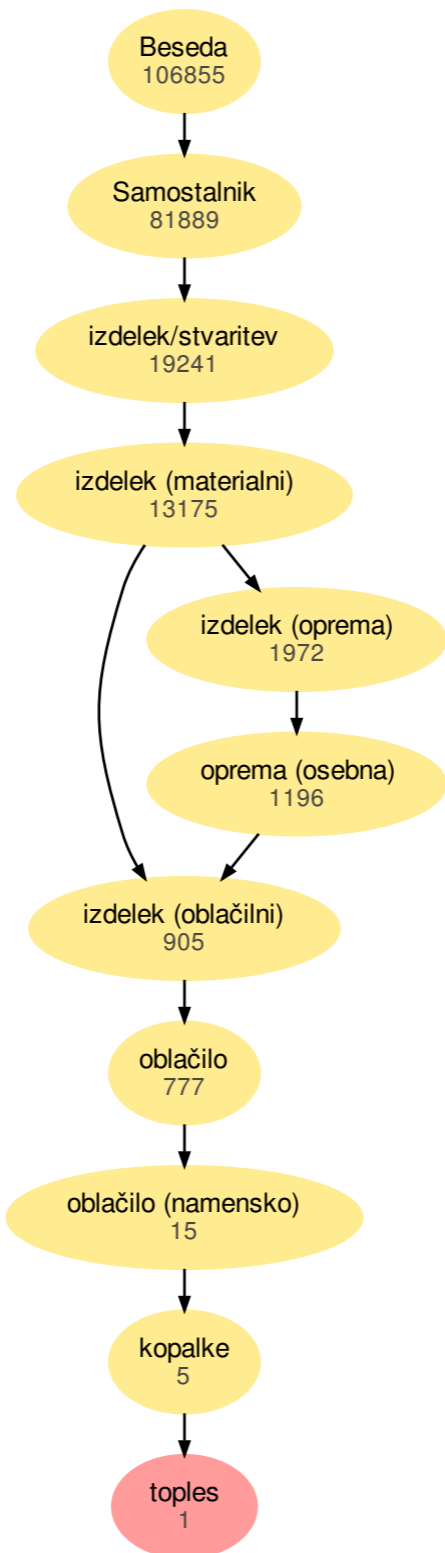 Beseda
106855
Samostalnik
81889
izdelek/stvaritev
19241
izdelek (materialni)
13175
izdelek (oprema)
1972
oprema (osebna)
1196
izdelek (oblačilni)
905
oblačilo
777
oblačilo (namensko)
15
kopalke
5
toples
1